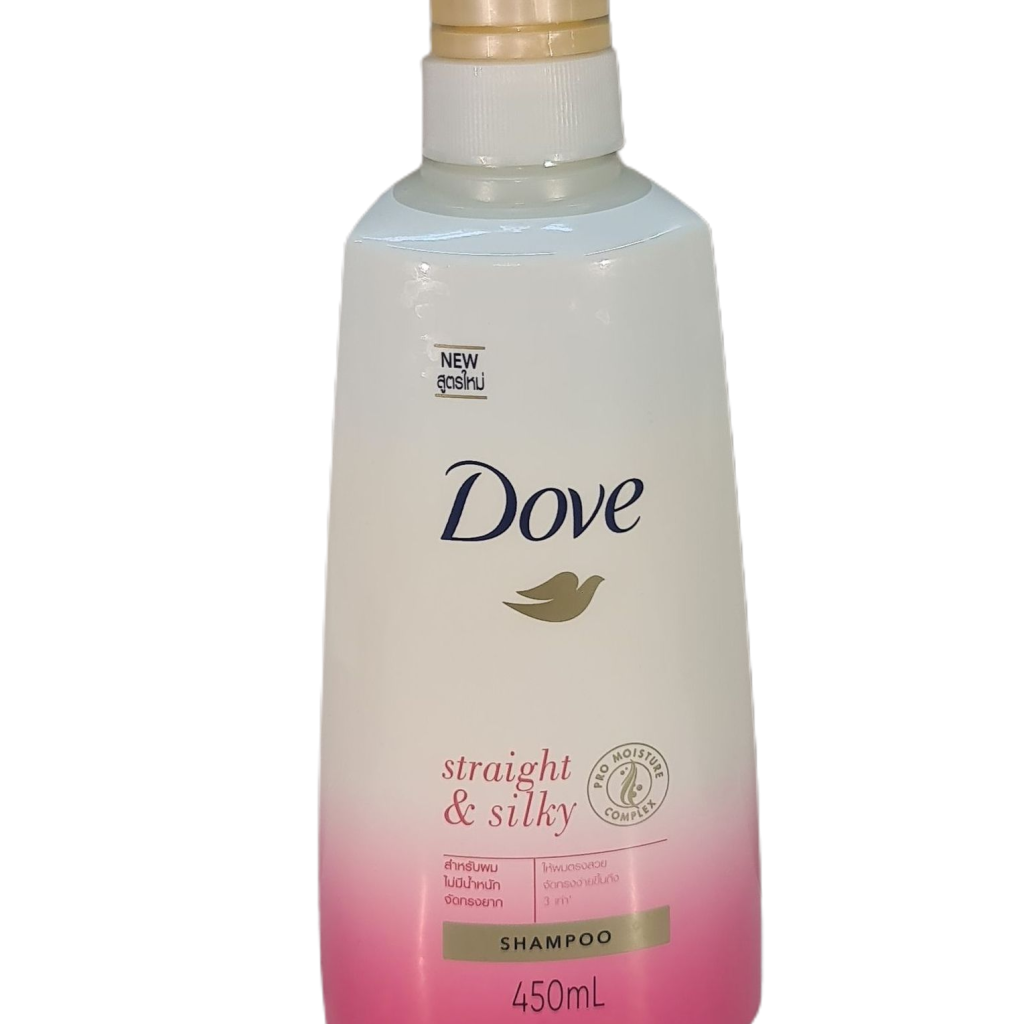 NEW
สูตรใหม่
Dove
straight
& silky
PRO MOISTURE
COMPLEX
สำหรับผม
ไม่มีน้ำหนัก
จัดทรงยาก
ให้ผมตรงสวย
จัดทรงง่ายขึ้นถึง
3 เท่า*
SHAMPOO
450mL